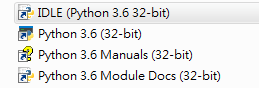 IDLE (Python 3.6 32-bit)
Python 3.6 (32-bit)
Python 3.6 Manuals (32-bit)
Python 3.6 Module Docs (32-bit)